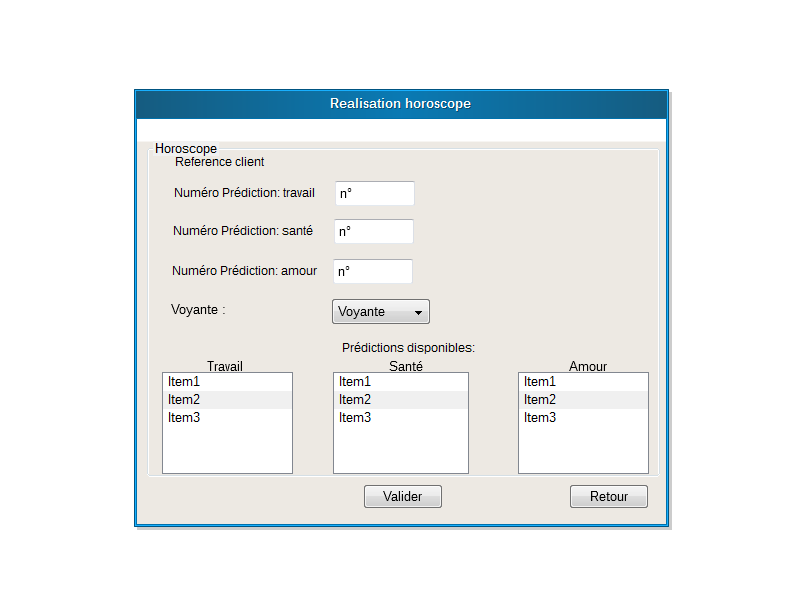 Realisation horoscope
Horoscope
Reference client
Numéro Prédiction: travail n°
Numéro Prédiction: santé n°
Numéro Prédiction: amour n°
Voyante : Voyante
Prédictions disponibles:
Travail Santé Amour
Item1 Item1 Item1
Item2 Item2 Item2
Item3 Item3 Item3
Valider Retour